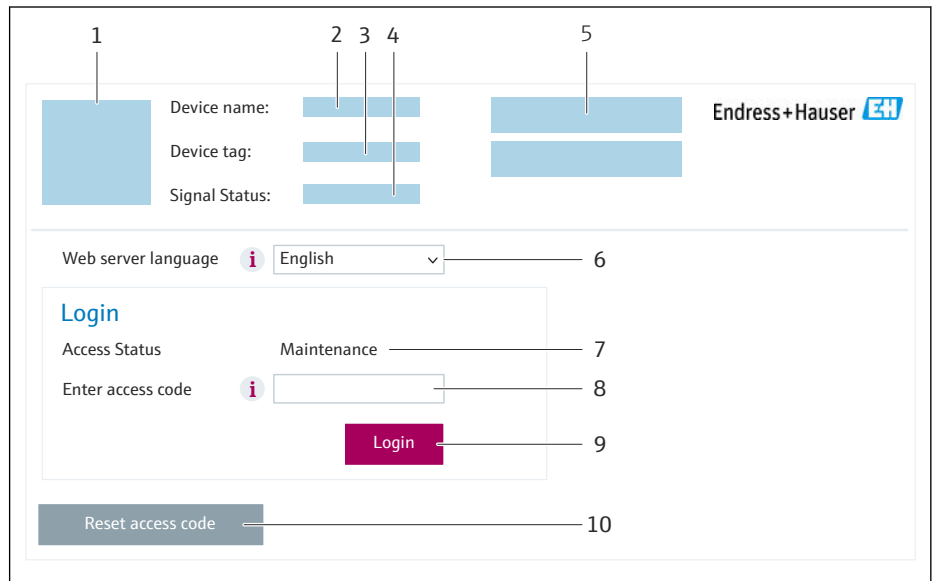 1 2 3 4 5
Device name:
Endress+Hauser EH
Device tag:
Signal Status:
Web server language i English 6
Login
Access Status Maintenance 7
Enter access code i 8
Login 9
Reset access code 10